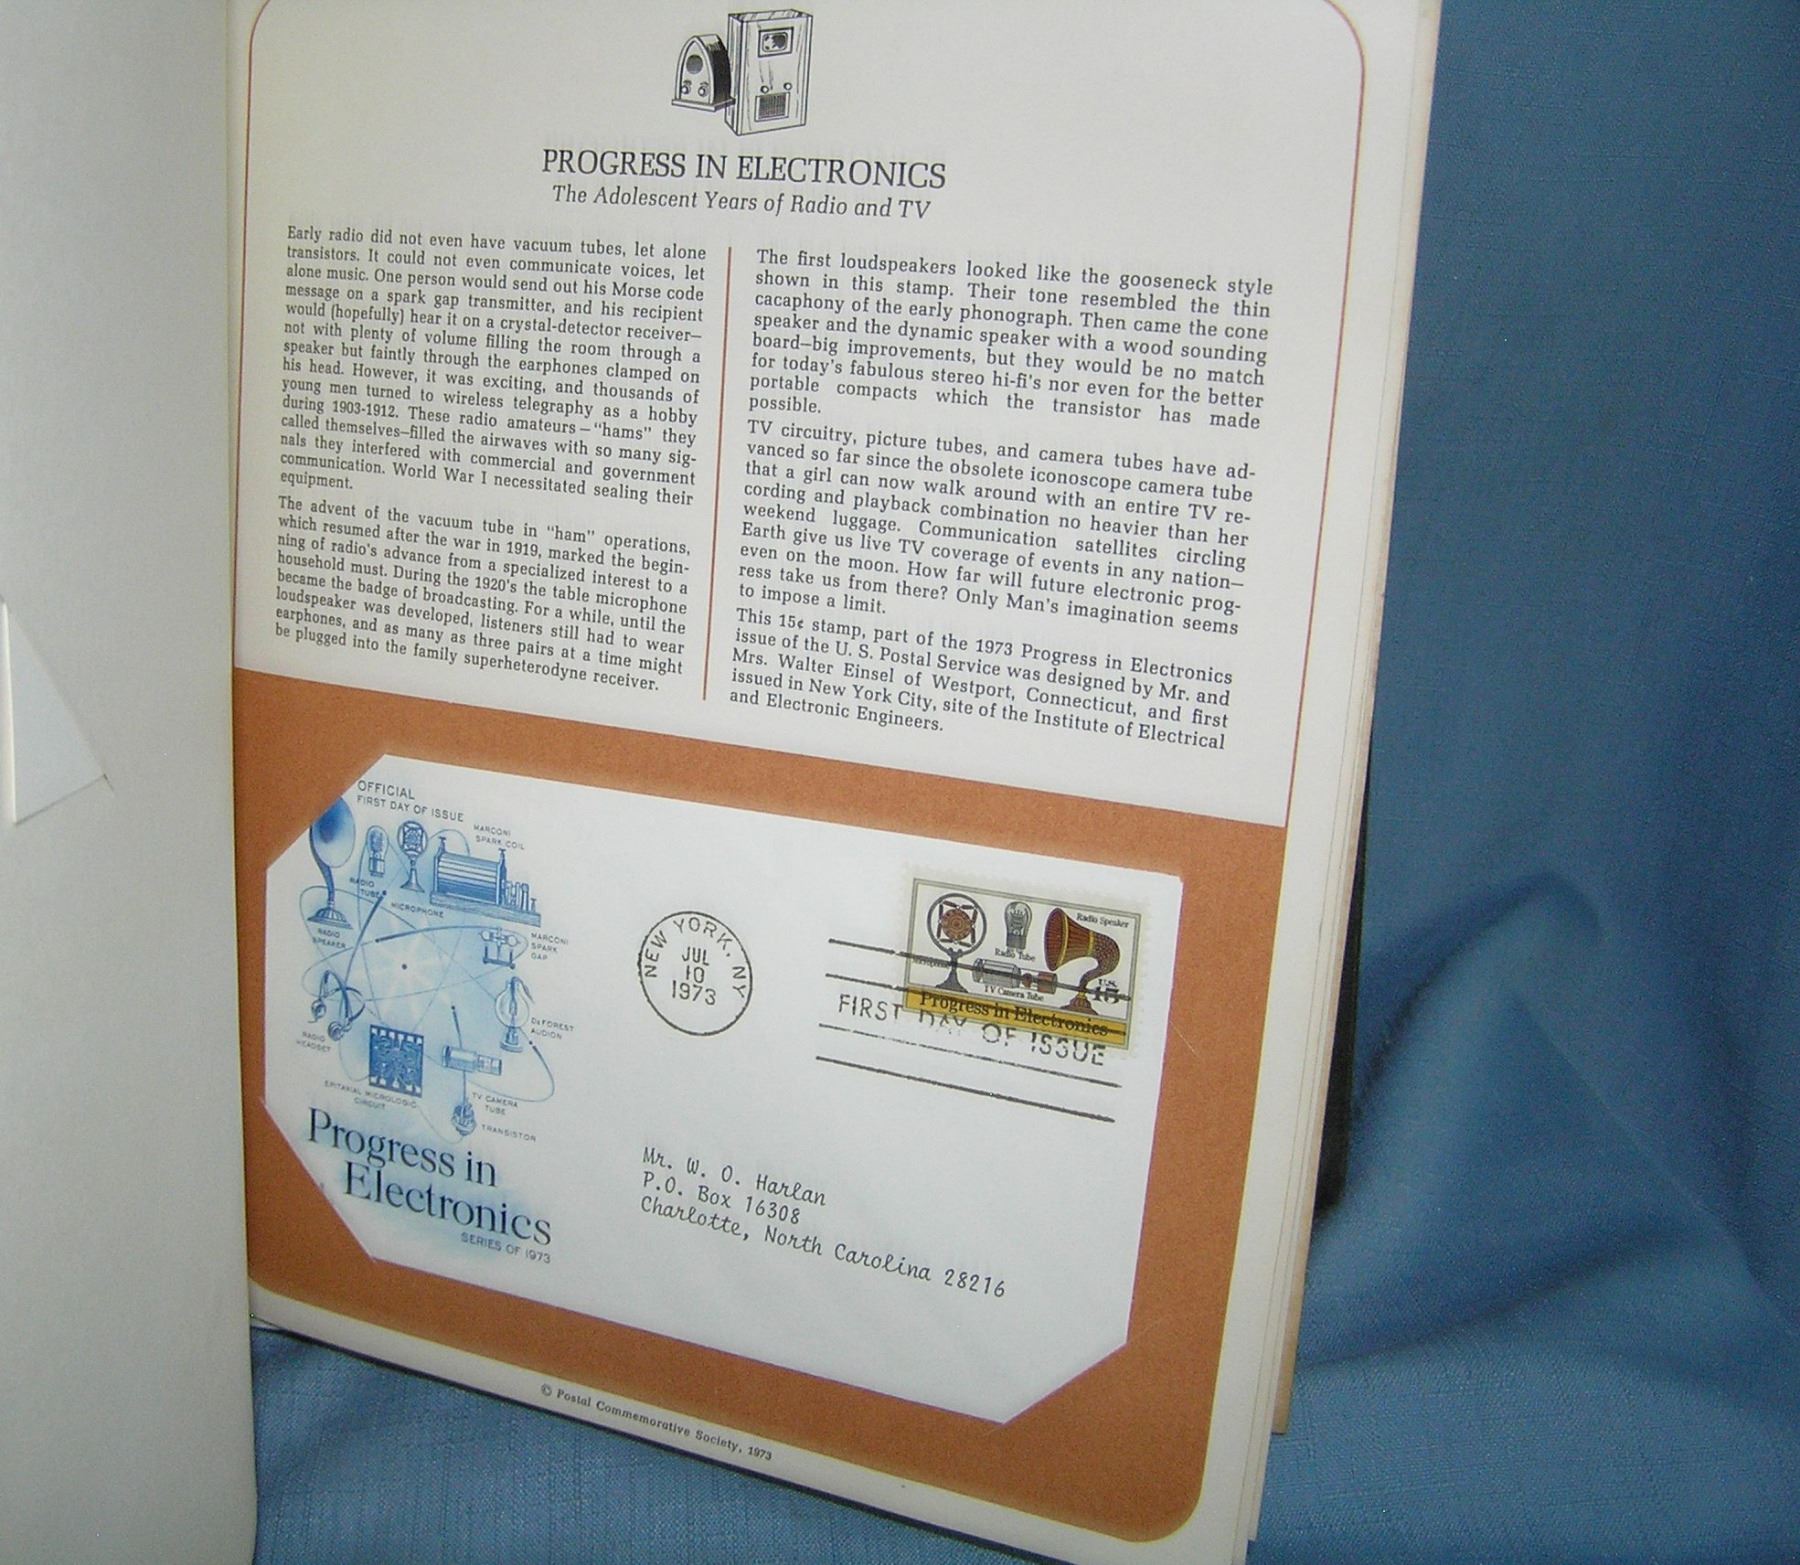 PROGRESS IN ELECTRONICS
The Adolescent Years of Radio and TV
Early radio did not even have vacuum tubes, let alone
transistors. It could not even communicate voices, let
alone music. One person would send out his Morse code
message on a spark gap transmitter, and his recipient
would (hopefully) hear it on a crystal-detector receiver—
not with plenty of volume filling the room through a
speaker but faintly through the earphones clamped on
his head. However, it was exciting, and thousands of
young men turned to wireless telegraphy as a hobby
during 1903-1912. These radio amateurs—"hams" they
called themselves—filled the airwaves with so many sig-
nals they interfered with commercial and government
communication. World War I necessitated sealing their
equipment.
The advent of the vacuum tube in "ham" operations,
which resumed after the war in 1919, marked the begin-
ning of radio's advance from a specialized interest to a
household must. During the 1920's the table microphone
became the badge of broadcasting. For a while, until the
loudspeaker was developed, listeners still had to wear
earphones, and as many as three pairs at a time might
be plugged into the family superheterodyne receiver.
The first loudspeakers looked like the gooseneck style
shown in this stamp. Their tone resembled the thin
cacaphony of the early phonograph. Then came the cone
speaker and the dynamic speaker with a wood sounding
board—big improvements, but they would be no match
for today's fabulous stereo hi-fi's nor even for the better
portable compacts which the transistor has made
possible.
TV circuitry, picture tubes, and camera tubes have ad-
vanced so far since the obsolete iconoscope camera tube
that a girl can now walk around with an entire TV re-
cording and playback combination no heavier than her
weekend luggage. Communication satellites circling
Earth give us live TV coverage of events in any nation—
even on the moon. How far will future electronic prog-
ress take us from there? Only Man's imagination seems
to impose a limit.
This 15¢ stamp, part of the 1973 Progress in Electronics
issue of the U. S. Postal Service was designed by Mr. and
Mrs. Walter Einsel of Westport, Connecticut, and first
issued in New York City, site of the Institute of Electrical
and Electronic Engineers.
OFFICIAL
FIRST DAY OF ISSUE
MARCONI
SPARK COIL
RADIO
TUBE
MICROPHONE
RADIO
SPEAKER
MARCONI
SPARK
GAP
DeFOREST
AUDION
RADIO
HEADSET
EPITAXIAL MICROLOGIC
CIRCUIT
TV CAMERA
TUBE
TRANSISTOR
Progress in
Electronics
SERIES OF 1973
NEW YORK, NY
JUL
10
1973
Radio Speaker
Radio Tube
Microphone
TV Camera Tube
U.S.
15
Progress in Electronics
FIRST DAY OF ISSUE
Mr. W. O. Harlan
P.O. Box 16308
Charlotte, North Carolina 28216
© Postal Commemorative Society, 1973